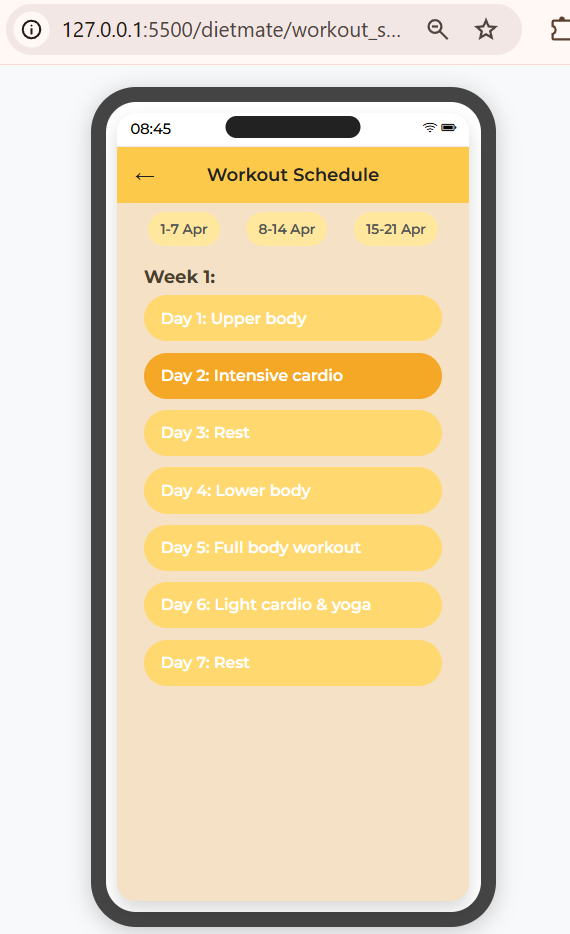 127.0.0.1:5500/dietmate/workout_s...
08:45
← Workout Schedule
1-7 Apr 8-14 Apr 15-21 Apr
Week 1:
Day 1: Upper body
Day 2: Intensive cardio
Day 3: Rest
Day 4: Lower body
Day 5: Full body workout
Day 6: Light cardio & yoga
Day 7: Rest